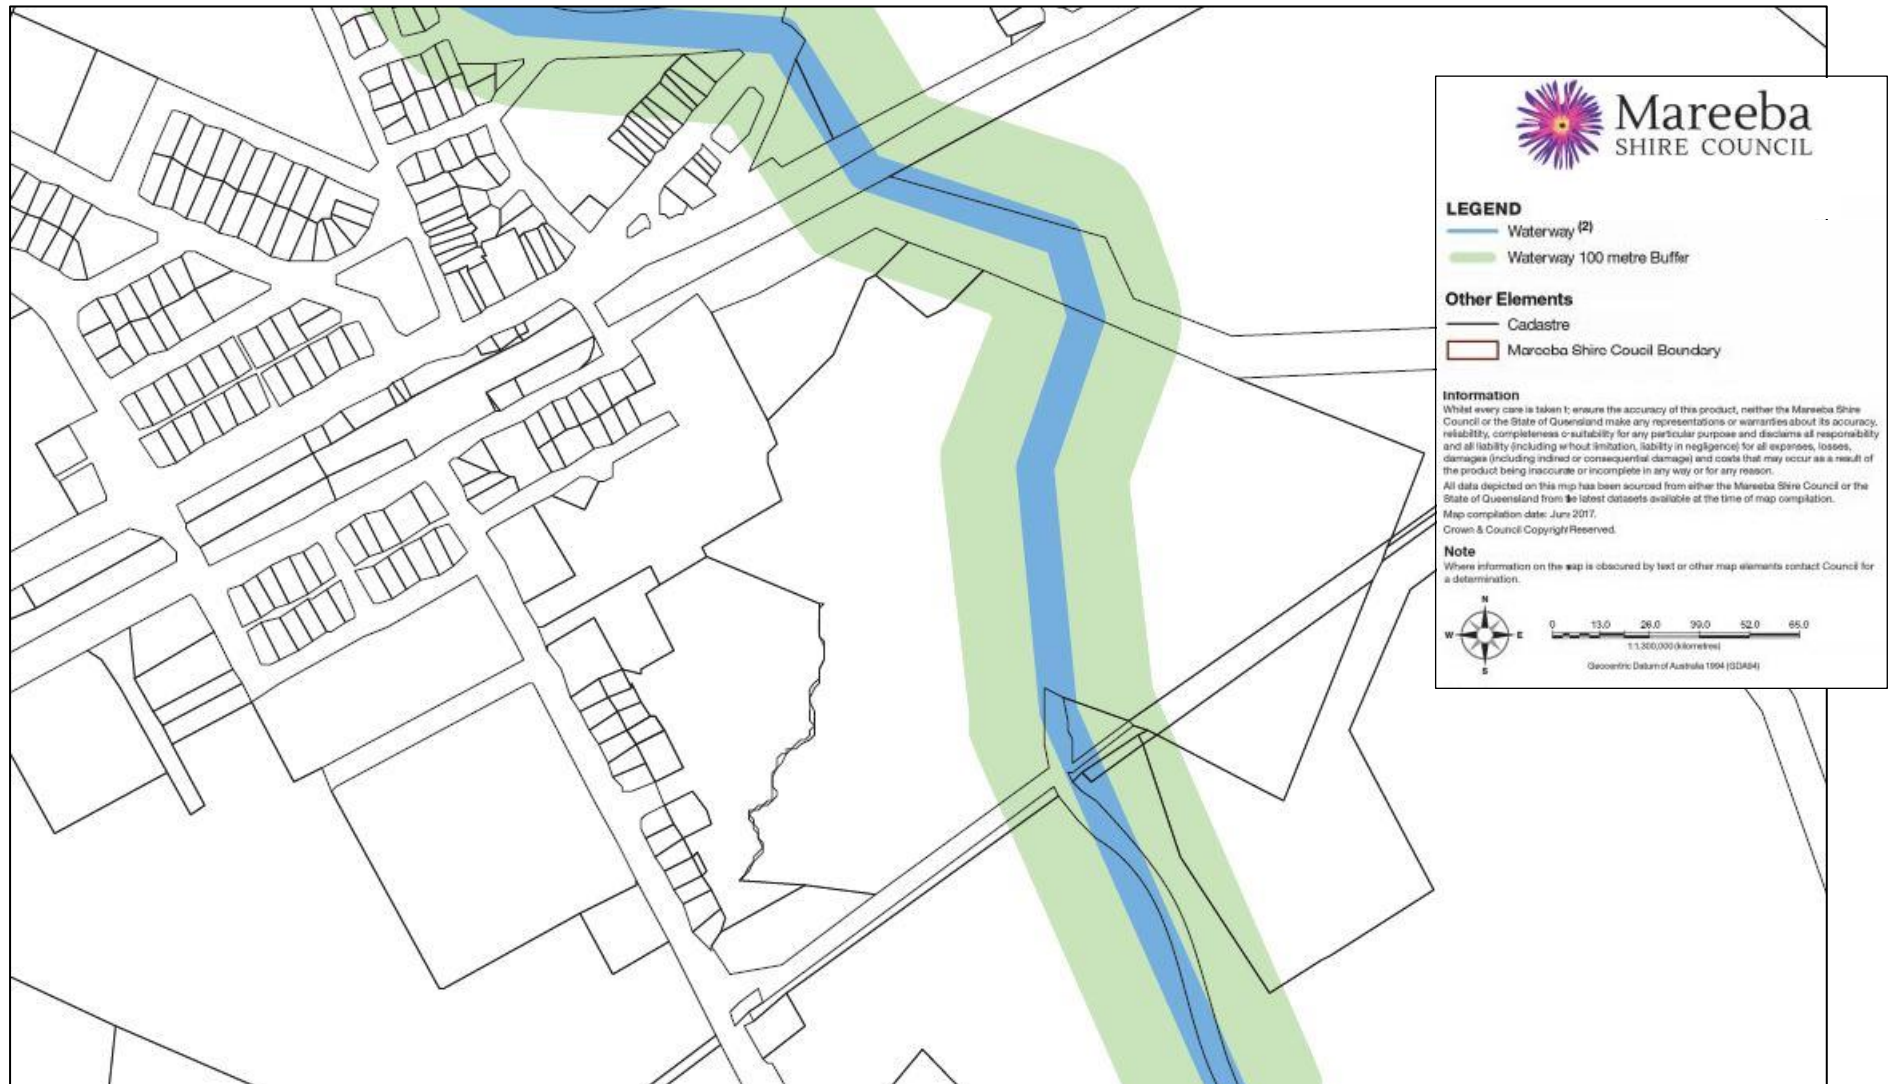 Mareeba
SHIRE COUNCIL
LEGEND
Waterway (2)
Waterway 100 metre Buffer
Other Elements
Cadastre
Mareeba Shire Coucil Boundary
Information
Whilst every care is taken t; ensure the accuracy of this product, neither the Mareeba Shire
Council or the State of Queensland make any representations or warranties about its accuracy,
reliability, completeness o suitability for any particular purpose and disclaims all responsibility
and all liability (including without limitation, liability in negligence) for all expenses, losses,
damages (including indirect or consequential damage) and costs that may occur as a result of
the product being inaccurate or incomplete in any way or for any reason.
All data depicted on this map has been sourced from either the Mareeba Shire Council or the
State of Queensland from the latest datasets available at the time of map compilation.
Map compilation date: June 2017.
Crown & Council Copyright Reserved.
Note
Where information on the map is obscured by text or other map elements contact Council for
a determination.
N
W E
S
0 13.0 26.0 39.0 52.0 65.0
1:1,300,000 (kilometres)
Geocentric Datum of Australia 1994 (GDA94)